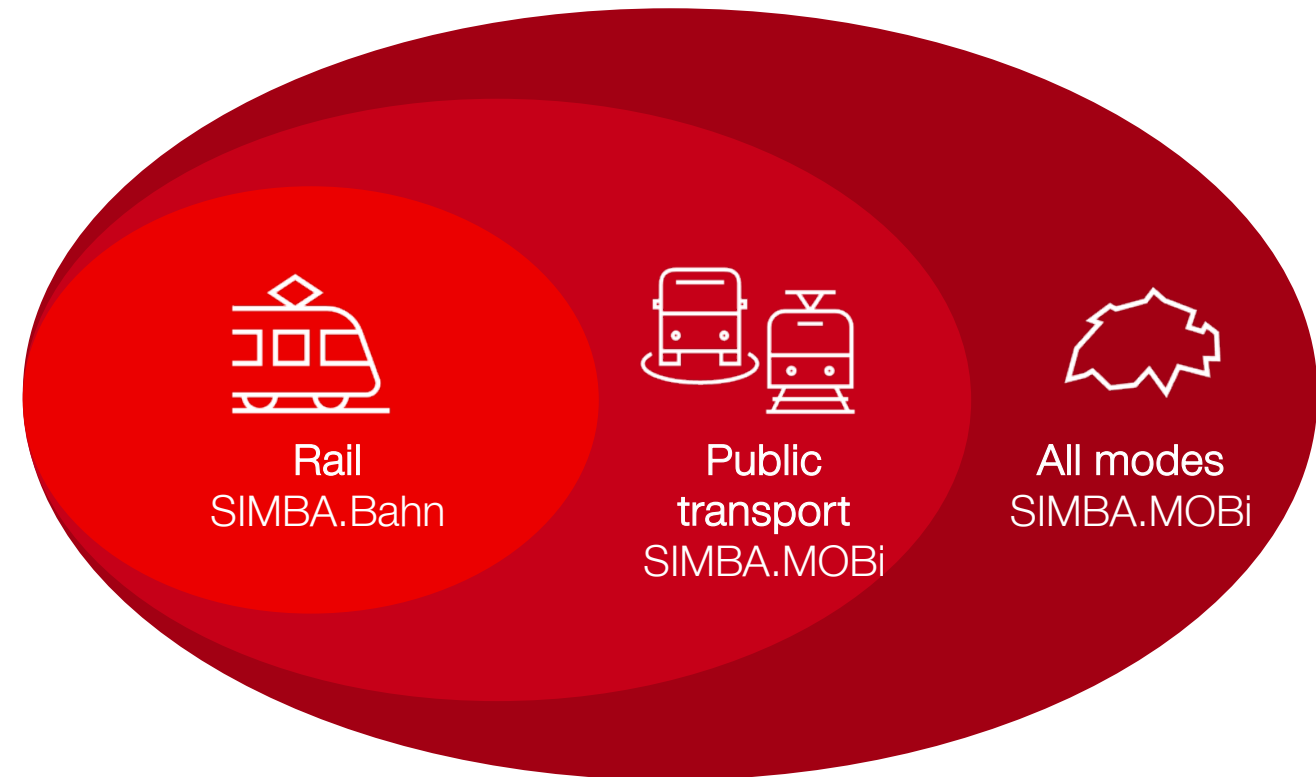 Rail
SIMBA.Bahn
Public
transport
SIMBA.MOBi
All modes
SIMBA.MOBi